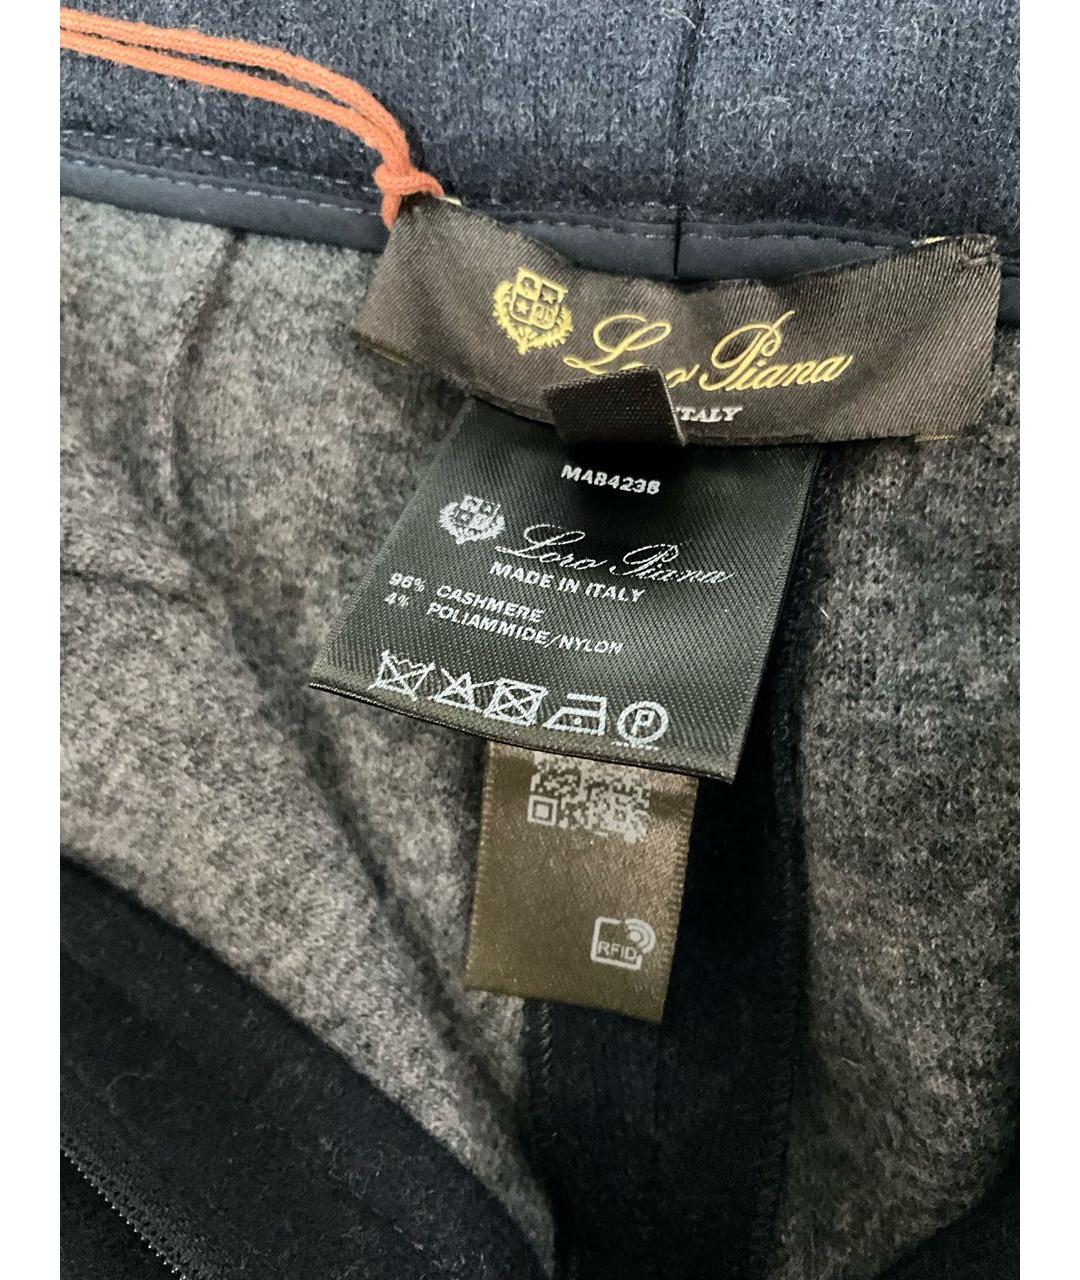 Loro Piana
ITALY
MAB4236
Loro Piana
MADE IN ITALY
96% CASHMERE
4% POLIAMMIDE/NYLON
P
RFID